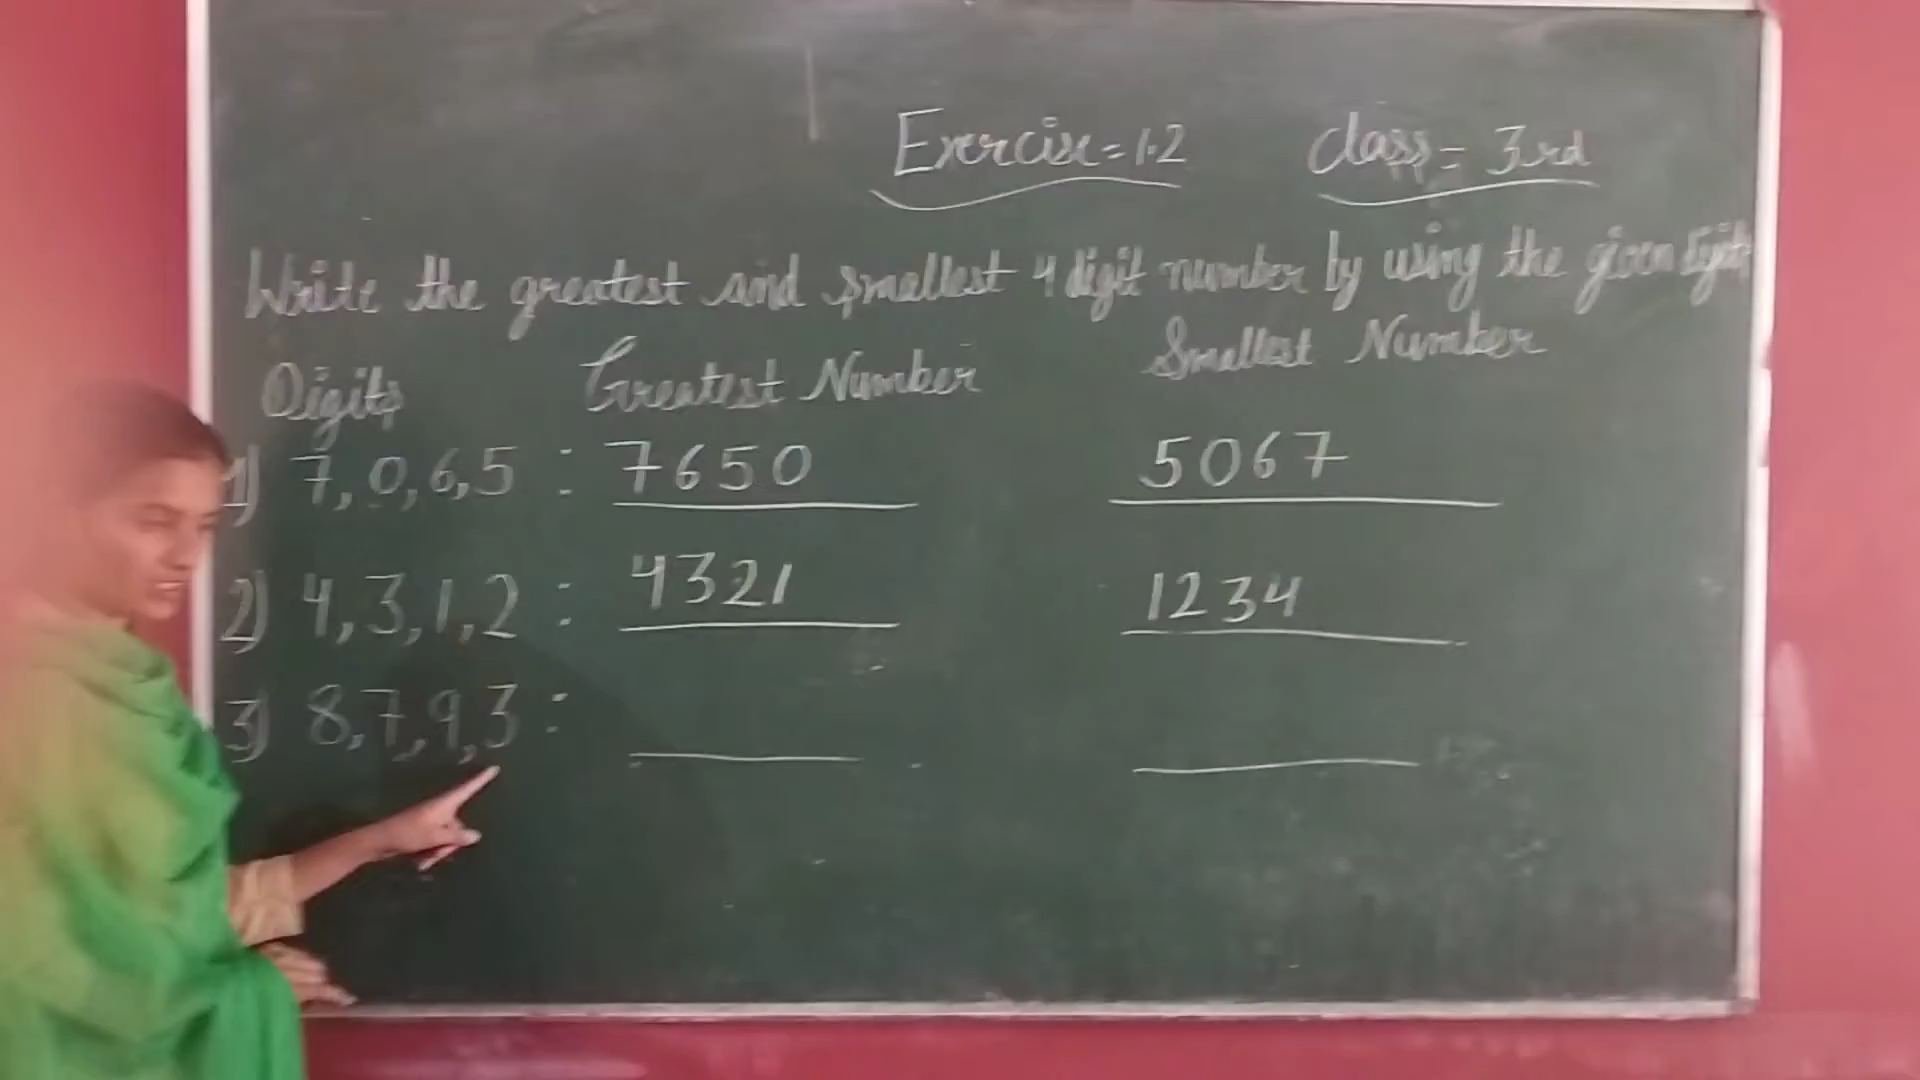 Exercise = 1.2 Class = 3rd
Write the greatest and smallest 4 digit number by using the given digits
Digits Greatest Number Smallest Number
1) 7,0,6,5 : 7650 5067
2) 4,3,1,2 : 4321 1234
3) 8,7,9,3 :